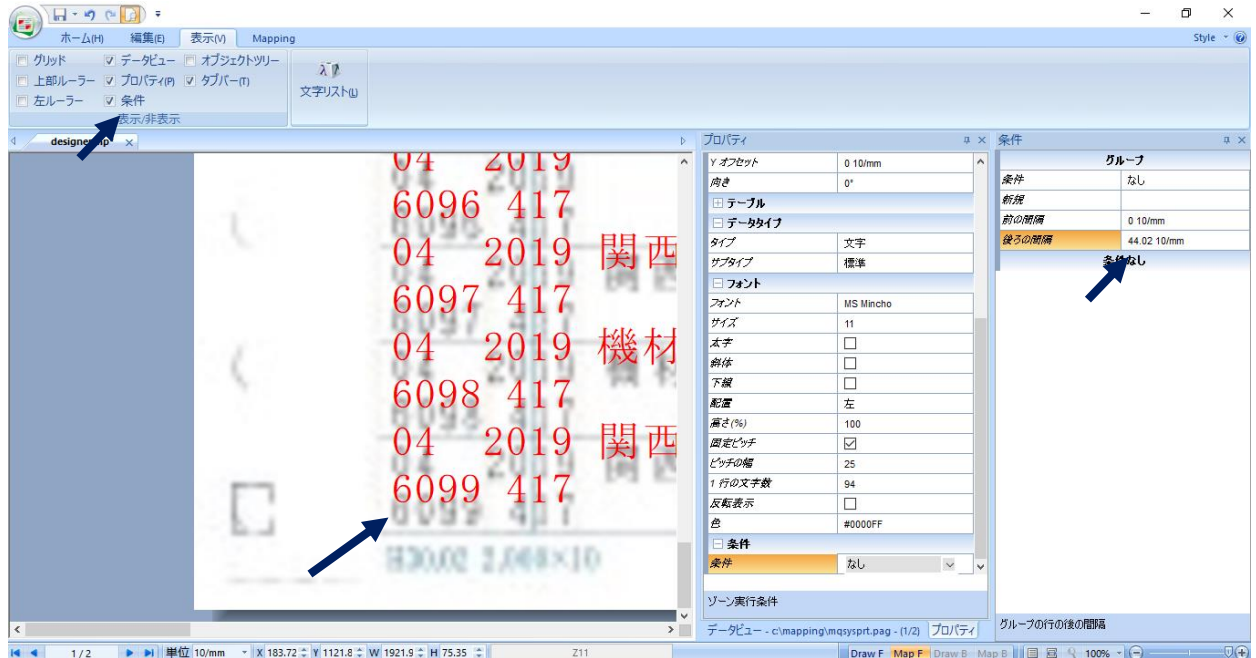 ホーム(H) 編集(E) 表示(V) Mapping Style
グリッド データビュー オブジェクトツリー
上部ルーラー プロパティ(P) タブバー(T)
左ルーラー 条件
文字リスト(L)
表示/非表示
04 2019
6096 417
04 2019 関西
6097 417
04 2019 機材
6098 417
04 2019 関西
6099 417
H30.02 2,000×10
プロパティ
Y オフセット 0 10/mm
向き 0°
テーブル
データタイプ
タイプ 文字
サブタイプ 標準
フォント
フォント MS Mincho
サイズ 11
太字
斜体
下線
配置 左
高さ(%) 100
固定ピッチ
ピッチの幅 25
1 行の文字数 94
反転表示
色 #0000FF
条件
条件 なし
ゾーン実行条件
データビュー - c:\mapping\mqsysprt.pag - (1/2) プロパティ
条件
グループ
条件 なし
新規
前の間隔 0 10/mm
後ろの間隔 44.02 10/mm
条件なし
グループの行の後の間隔
1 / 2 単位 10/mm X 183.72 Y 1121.8 W 1921.9 H 75.35 Z11 Draw F Map F Draw B Map B 100%